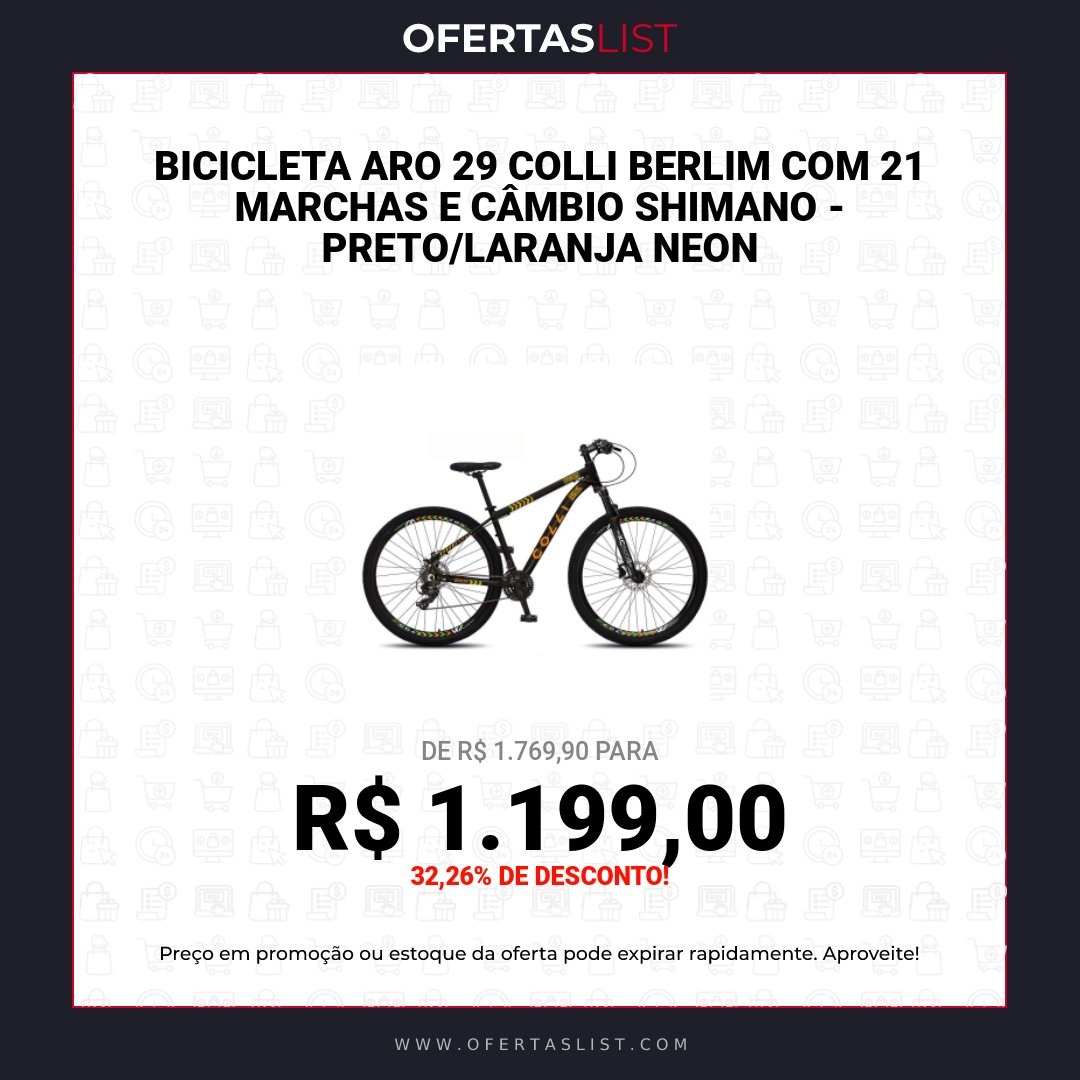 OFERTASLIST
BICICLETA ARO 29 COLLI BERLIM COM 21
MARCHAS E CÂMBIO SHIMANO -
PRETO/LARANJA NEON
COLLI
DE R$ 1.769,90 PARA
R$ 1.199,00
32,26% DE DESCONTO!
Preço em promoção ou estoque da oferta pode expirar rapidamente. Aproveite!
WWW.OFERTASLIST.COM